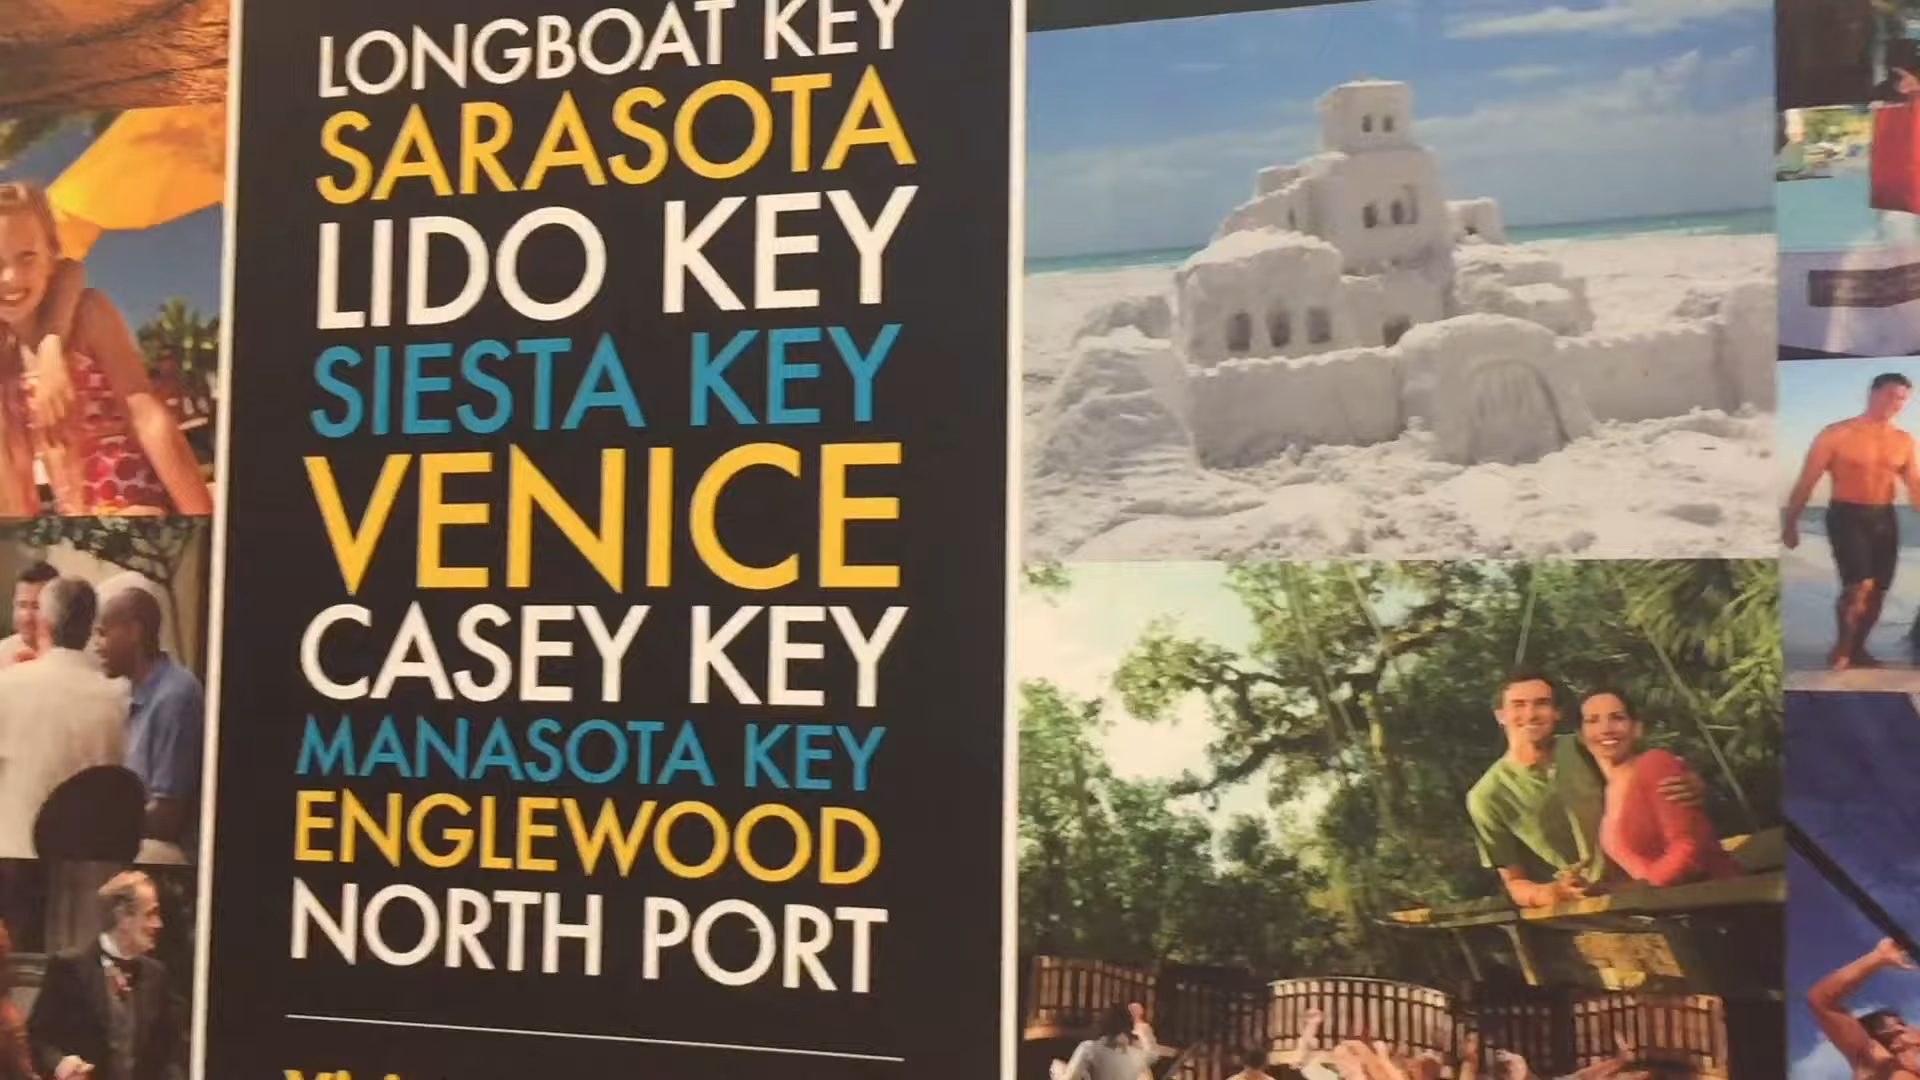 LONGBOAT KEY
SARASOTA
LIDO KEY
SIESTA KEY
VENICE
CASEY KEY
MANASOTA KEY
ENGLEWOOD
NORTH PORT